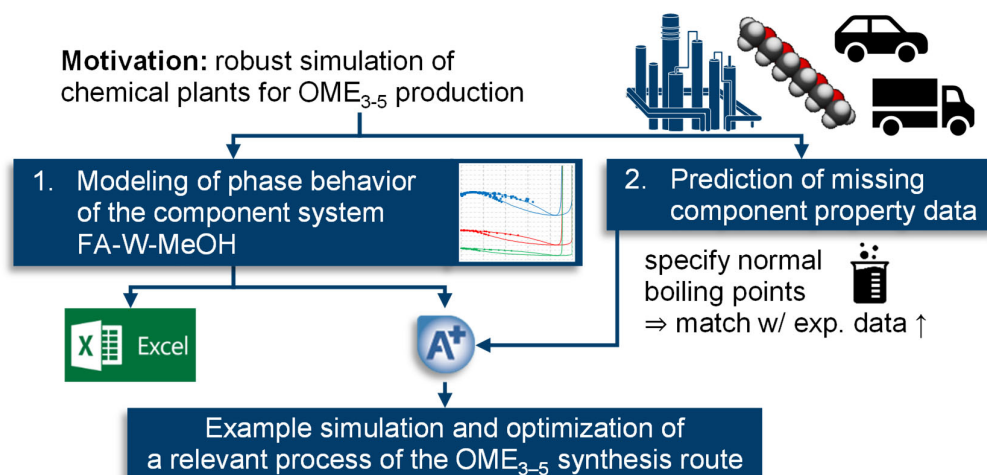 Motivation: robust simulation of
chemical plants for OME₃₋₅ production
1. Modeling of phase behavior
of the component system
FA-W-MeOH
2. Prediction of missing
component property data
specify normal
boiling points
⇒ match w/ exp. data ↑
X Excel
A+
Example simulation and optimization of
a relevant process of the OME₃₋₅ synthesis route